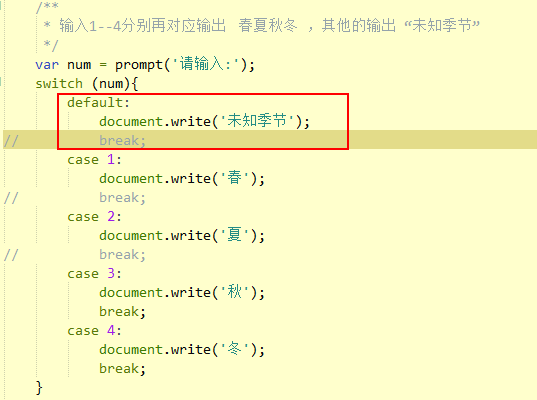 /**
 * 输入1--4分别再对应输出  春夏秋冬 ，其他的输出 “未知季节”
 */
var num = prompt('请输入:');
switch (num){
    default:
        document.write('未知季节');
//          break;
    case 1:
        document.write('春');
//          break;
    case 2:
        document.write('夏');
//          break;
    case 3:
        document.write('秋');
        break;
    case 4:
        document.write('冬');
        break;
}